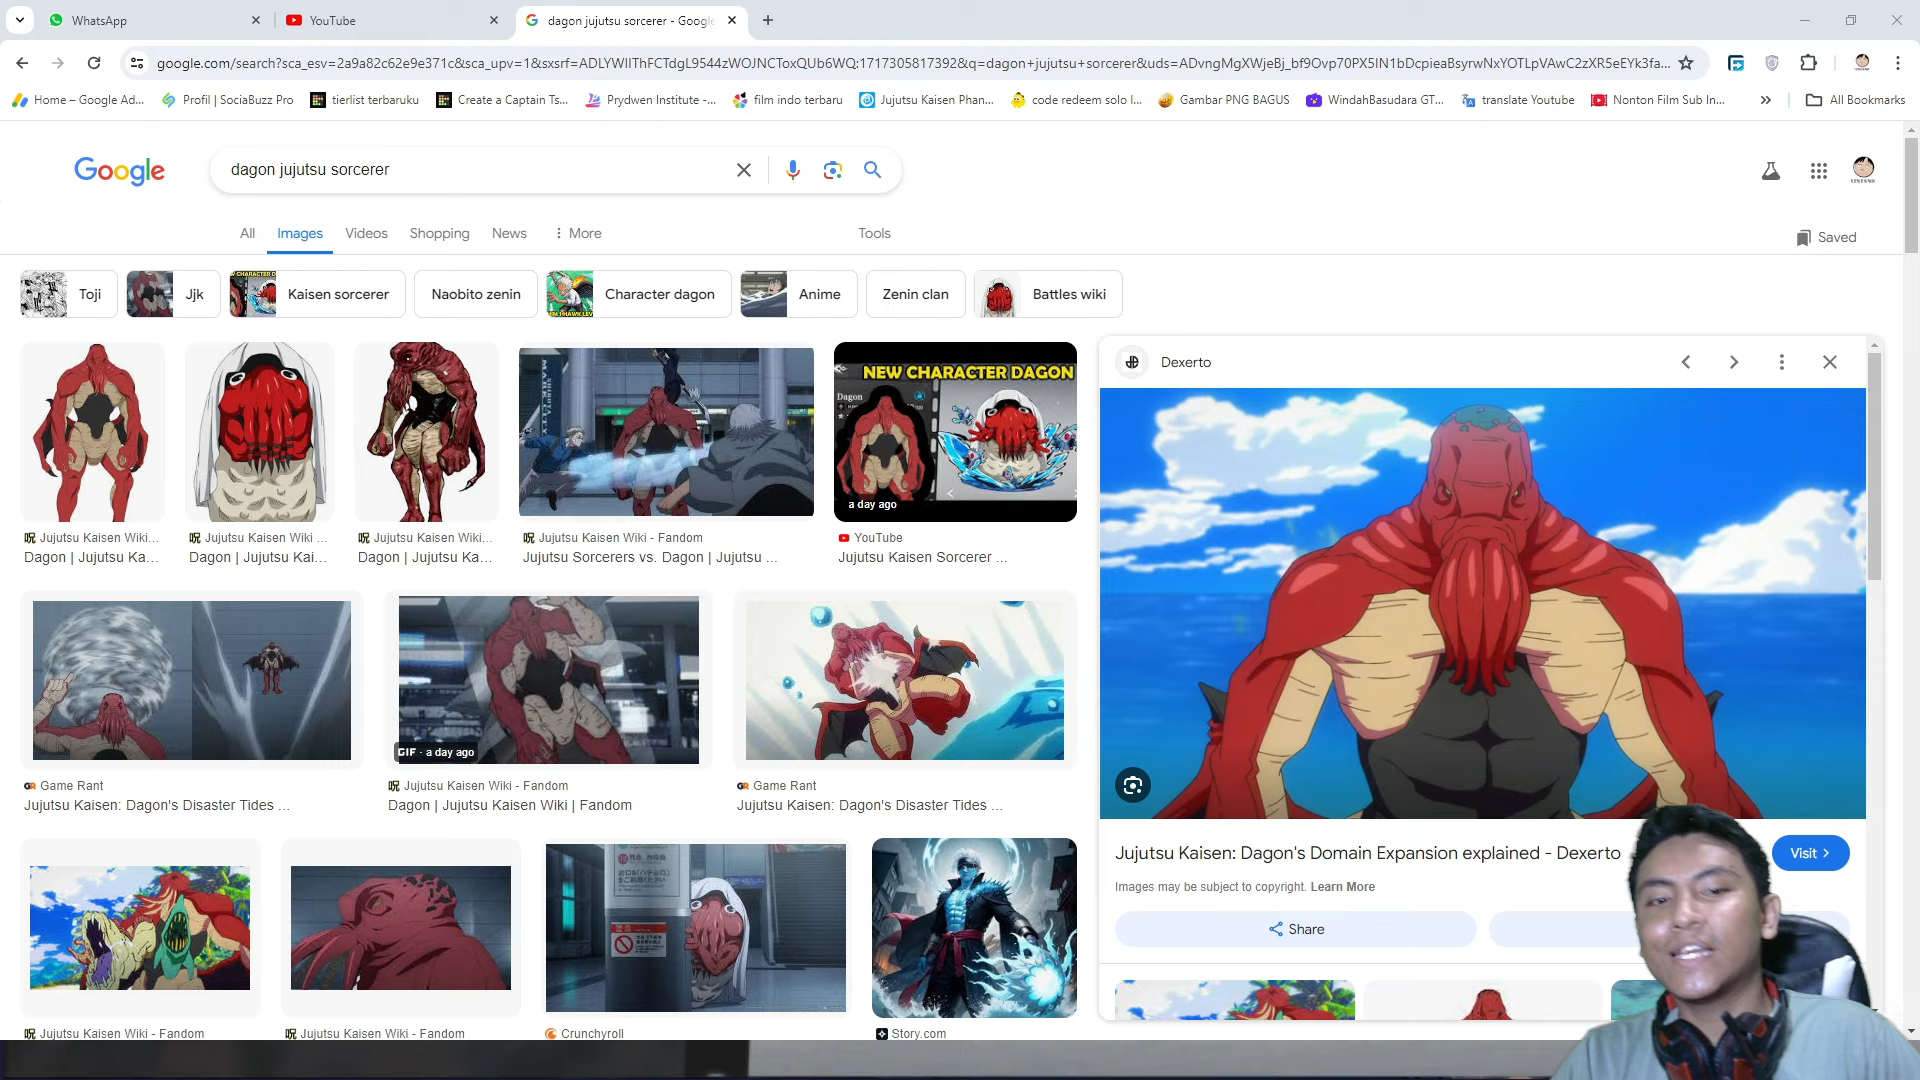 WhatsApp
YouTube
dagon jujutsu sorcerer - Google
google.com/search?sca_esv=2a9a82c62e9e371c&sca_upv=1&sxsrf=ADLYWIIThFCTdgL9544zWOJNCToxQUb6WQ:1717305817392&q=dagon+jujutsu+sorcerer&uds=ADvngMgXWjeBj_bf9Ovp70PX5IN1bDcpieaBsyrwNxYOTLpVAwC2zXR5eEYk3fa...
Home – Google Ad...
Profil | SociaBuzz Pro
tierlist terbaruku
Create a Captain Ts...
Prydwen Institute -...
film indo terbaru
Jujutsu Kaisen Phan...
code redeem solo l...
Gambar PNG BAGUS
WindahBasudara GT...
translate Youtube
Nonton Film Sub In...
All Bookmarks
Google
dagon jujutsu sorcerer
All
Images
Videos
Shopping
News
More
Tools
Saved
Toji
Jjk
Kaisen sorcerer
Naobito zenin
Character dagon
Anime
Zenin clan
Battles wiki
NEW CHARACTER DAGON
Dagon
a day ago
Jujutsu Kaisen Wiki...
Dagon | Jujutsu Ka...
Jujutsu Kaisen Wiki ...
Dagon | Jujutsu Kai...
Jujutsu Kaisen Wiki...
Dagon | Jujutsu Ka...
Jujutsu Kaisen Wiki - Fandom
Jujutsu Sorcerers vs. Dagon | Jujutsu ...
YouTube
Jujutsu Kaisen Sorcerer ...
GIF · a day ago
Game Rant
Jujutsu Kaisen: Dagon's Disaster Tides ...
Jujutsu Kaisen Wiki - Fandom
Dagon | Jujutsu Kaisen Wiki | Fandom
Game Rant
Jujutsu Kaisen: Dagon's Disaster Tides ...
Jujutsu Kaisen Wiki - Fandom
Jujutsu Kaisen Wiki - Fandom
Crunchyroll
Story.com
Dexerto
Jujutsu Kaisen: Dagon's Domain Expansion explained - Dexerto
Visit
Images may be subject to copyright. Learn More
Share